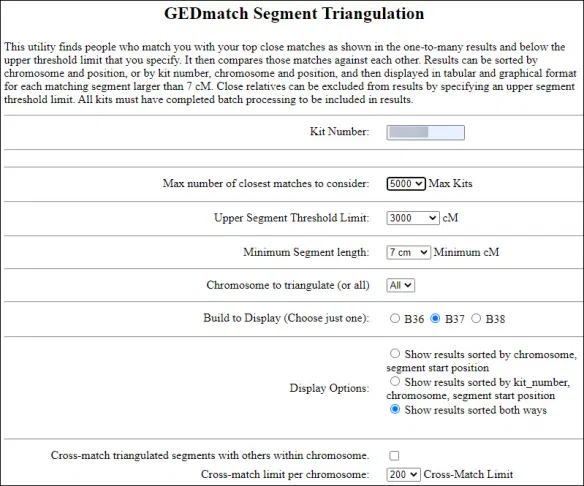 GEDmatch Segment Triangulation
This utility finds people who match you with your top close matches as shown in the one-to-many results and below the
upper threshold limit that you specify. It then compares those matches against each other. Results can be sorted by
chromosome and position, or by kit number, chromosome and position, and then displayed in tabular and graphical format
for each matching segment larger than 7 cM. Close relatives can be excluded from results by specifying an upper segment
threshold limit. All kits must have completed batch processing to be included in results.
Kit Number:
Max number of closest matches to consider: 5000 Max Kits
Upper Segment Threshold Limit: 3000 cM
Minimum Segment length: 7 cm Minimum cM
Chromosome to triangulate (or all) All
Build to Display (Choose just one): B36 B37 B38
Display Options:
Show results sorted by chromosome,
segment start position
Show results sorted by kit_number,
chromosome, segment start position
Show results sorted both ways
Cross-match triangulated segments with others within chromosome.
Cross-match limit per chromosome: 200 Cross-Match Limit